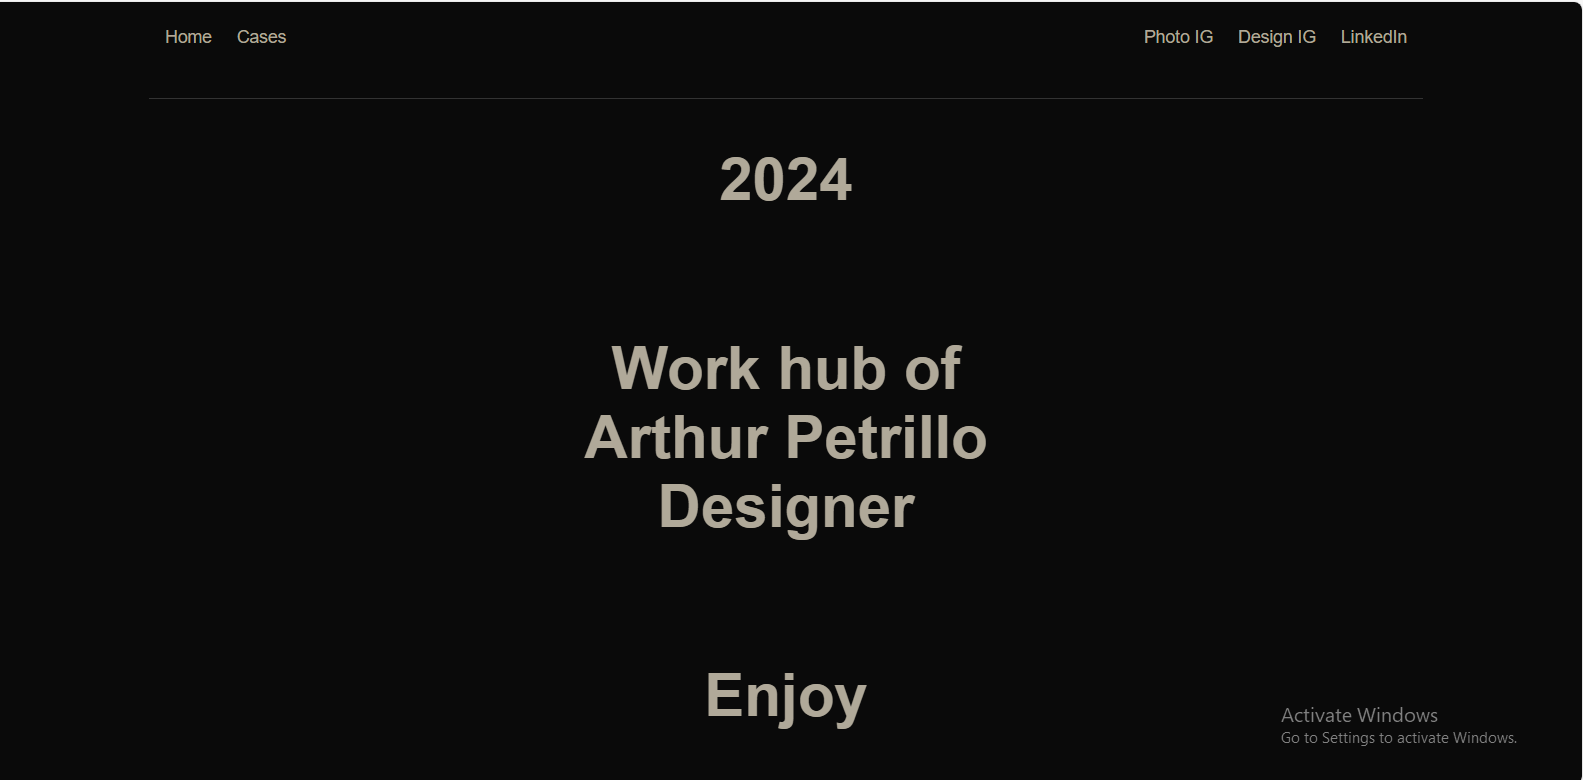 Home Cases Photo IG Design IG LinkedIn
2024
Work hub of
Arthur Petrillo
Designer
Enjoy
Activate Windows
Go to Settings to activate Windows.